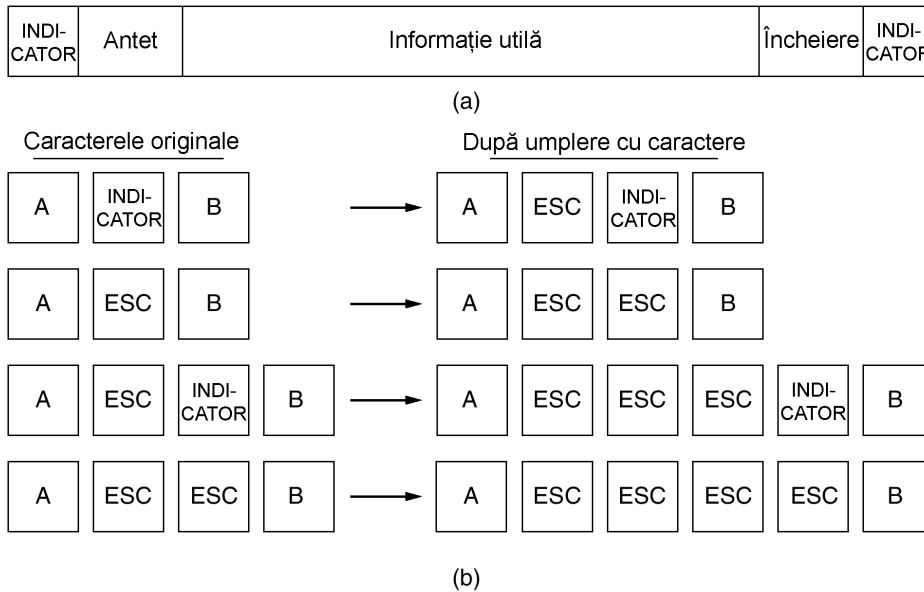 INDI-
CATOR
Antet
Informație utilă
Încheiere
INDI-
CATOR
(a)
Caracterele originale
După umplere cu caractere
A
INDI-
CATOR
B
A
ESC
INDI-
CATOR
B
A
ESC
B
A
ESC
ESC
B
A
ESC
INDI-
CATOR
B
A
ESC
ESC
ESC
INDI-
CATOR
B
A
ESC
ESC
B
A
ESC
ESC
ESC
ESC
B
(b)